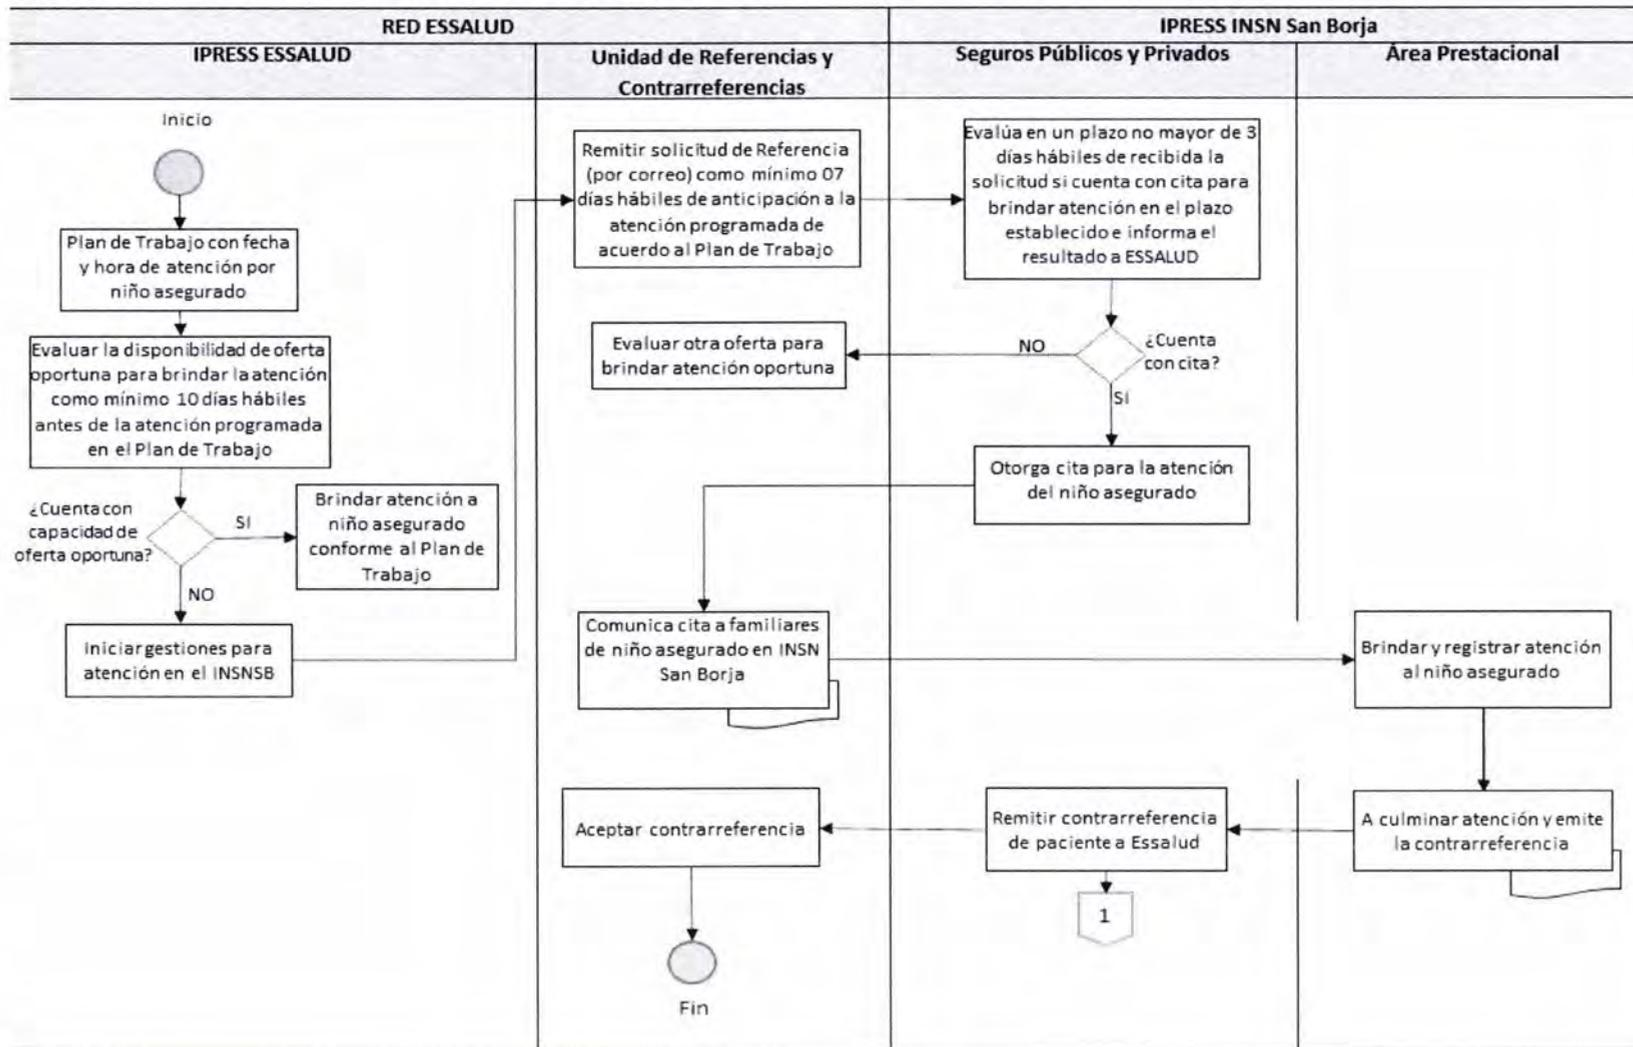 RED ESSALUD
IPRESS INSN San Borja
IPRESS ESSALUD
Unidad de Referencias y
Contrarreferencias
Seguros Públicos y Privados
Área Prestacional
Inicio
Plan de Trabajo con fecha
y hora de atención por
niño asegurado
Evaluar la disponibilidad de oferta
oportuna para brindar la atención
como mínimo 10 días hábiles
antes de la atención programada
en el Plan de Trabajo
¿Cuenta con
capacidad de
oferta oportuna?
SI
Brindar atención a
niño asegurado
conforme al Plan de
Trabajo
NO
Iniciar gestiones para
atención en el INSNSB
Remitir solicitud de Referencia
(por correo) como mínimo 07
días hábiles de anticipación a la
atención programada de
acuerdo al Plan de Trabajo
Evalúa en un plazo no mayor de 3
días hábiles de recibida la
solicitud si cuenta con cita para
brindar atención en el plazo
establecido e informa el
resultado a ESSALUD
¿Cuenta
con cita?
NO
Evaluar otra oferta para
brindar atención oportuna
SI
Otorga cita para la atención
del niño asegurado
Comunica cita a familiares
de niño asegurado en INSN
San Borja
Brindar y registrar atención
al niño asegurado
A culminar atención y emite
la contrarreferencia
Remitir contrarreferencia
de paciente a Essalud
1
Aceptar contrarreferencia
Fin